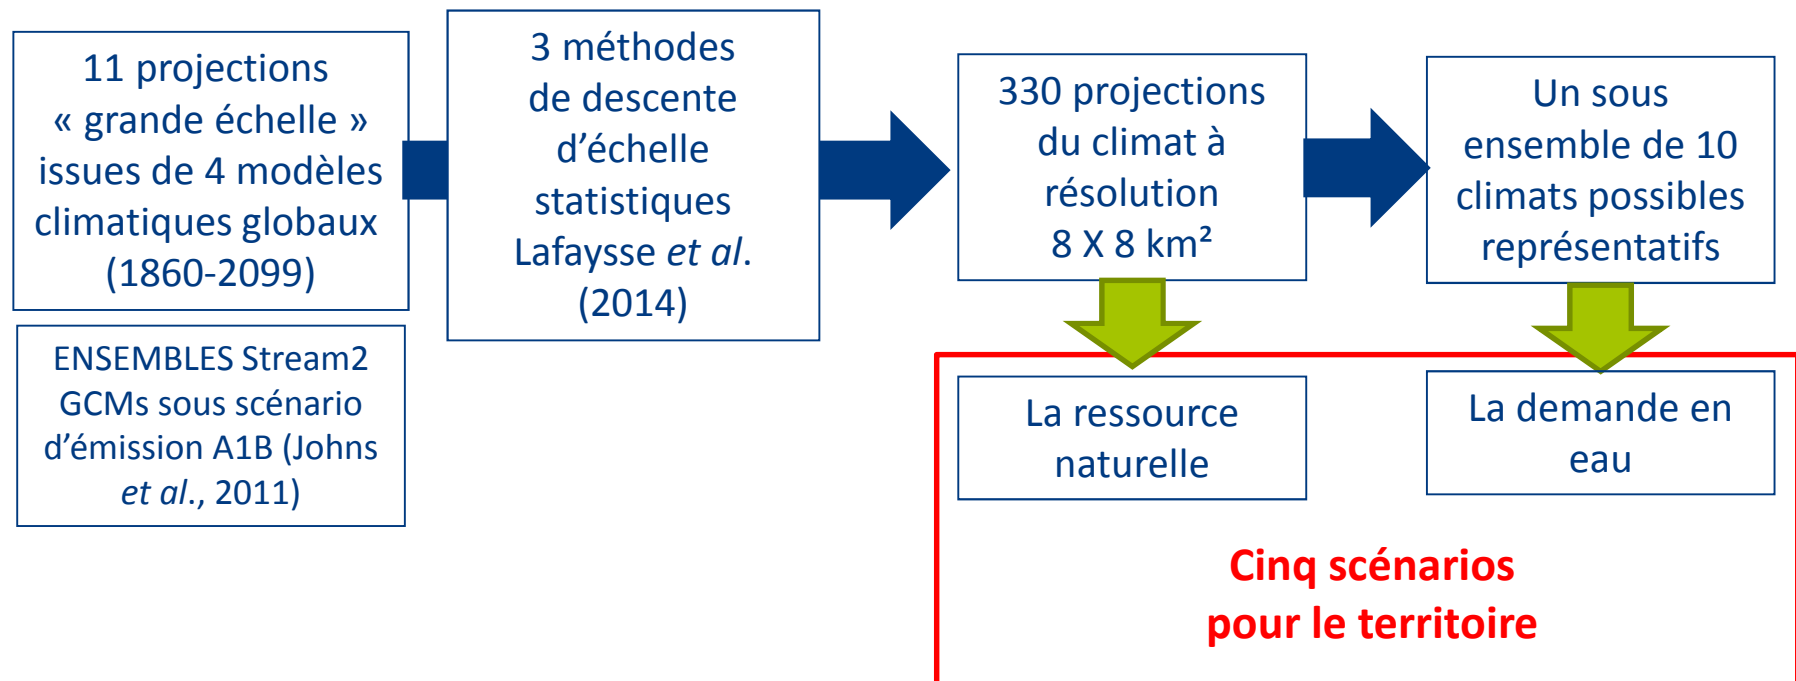 11 projections
« grande échelle »
issues de 4 modèles
climatiques globaux
(1860-2099)
ENSEMBLES Stream2
GCMs sous scénario
d’émission A1B (Johns
et al., 2011)
3 méthodes
de descente
d’échelle
statistiques
Lafaysse et al.
(2014)
330 projections
du climat à
résolution
8 X 8 km²
Un sous
ensemble de 10
climats possibles
représentatifs
La ressource
naturelle
La demande en
eau
Cinq scénarios
pour le territoire